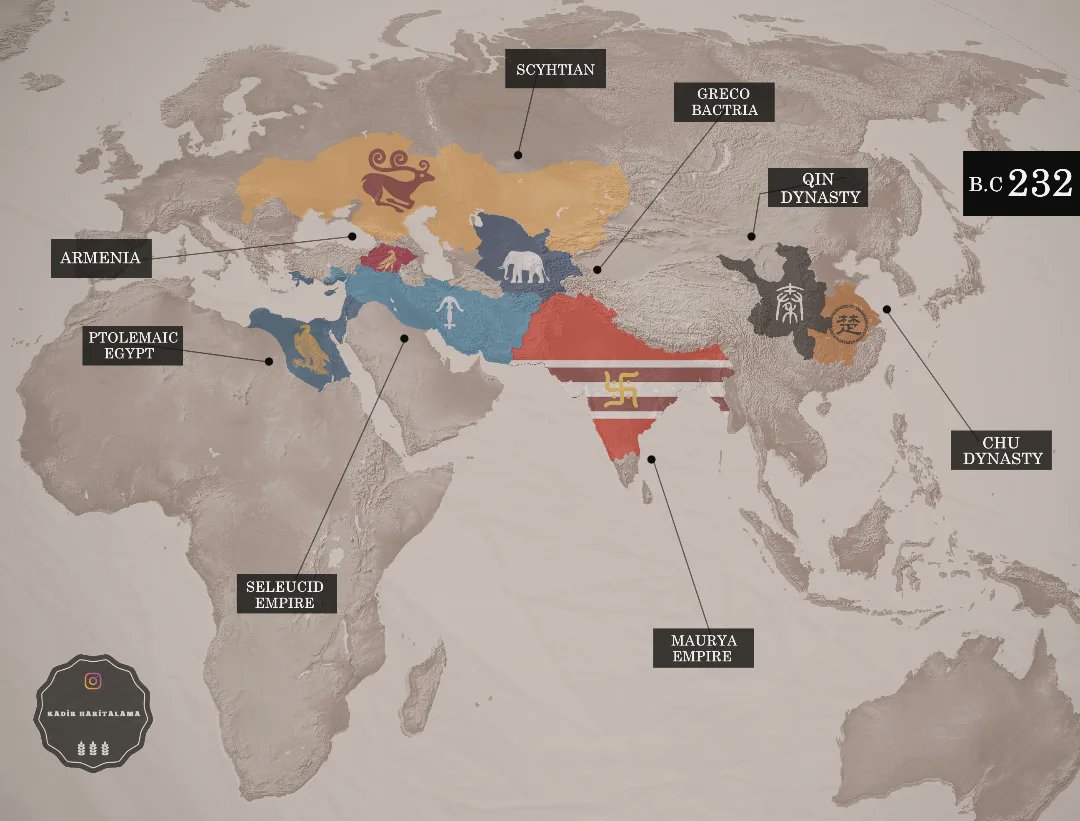 SCYHTIAN
GRECO
BACTRIA
QIN
DYNASTY
B.C 232
ARMENIA
秦
楚
PTOLEMAIC
EGYPT
CHU
DYNASTY
SELEUCID
EMPIRE
MAURYA
EMPIRE
KADİR HARİTALAMA